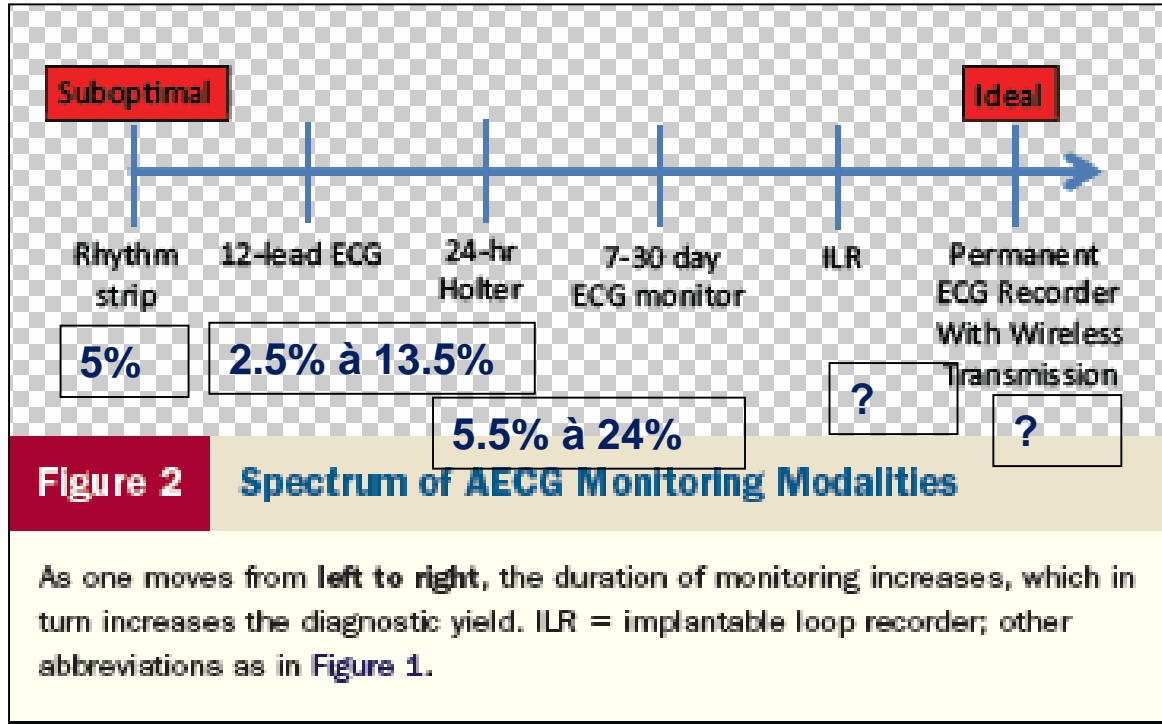 Suboptimal
Ideal
Rhythm
strip
12-lead ECG
24-hr
Holter
7-30 day
ECG monitor
ILR
Permanent
ECG Recorder
With Wireless
Transmission
5%
2.5% à 13.5%
5.5% à 24%
?
?
Figure 2
Spectrum of AECG Monitoring Modalities
As one moves from left to right, the duration of monitoring increases, which in
turn increases the diagnostic yield. ILR = implantable loop recorder; other
abbreviations as in Figure 1.